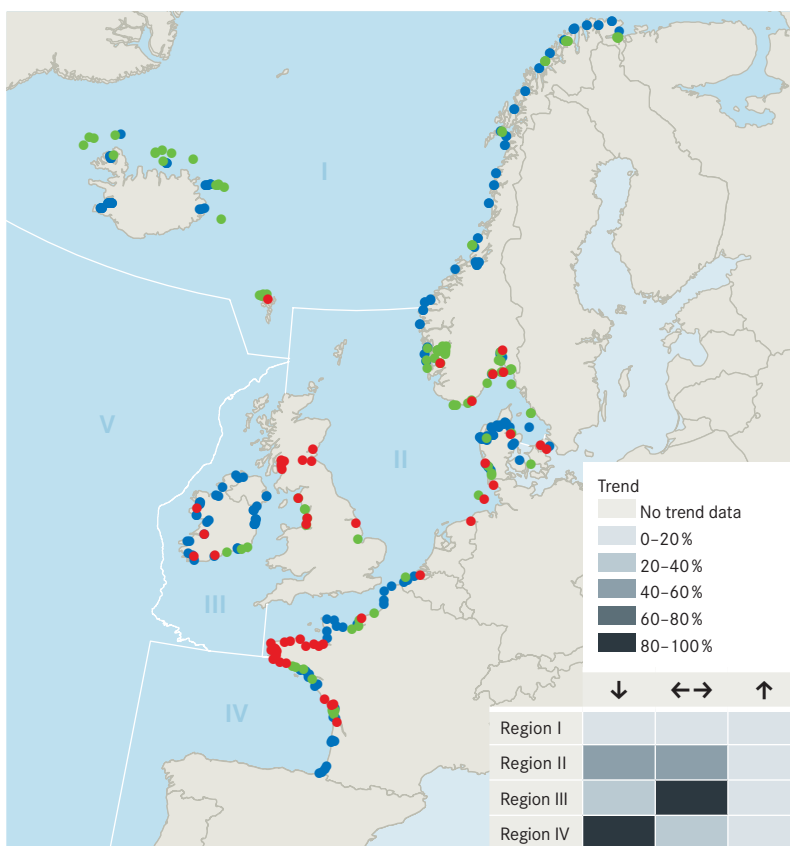 I
V
II
III
IV
Trend
No trend data
0–20%
20–40%
40–60%
60–80%
80–100%
↓ ←→ ↑
Region I
Region II
Region III
Region IV